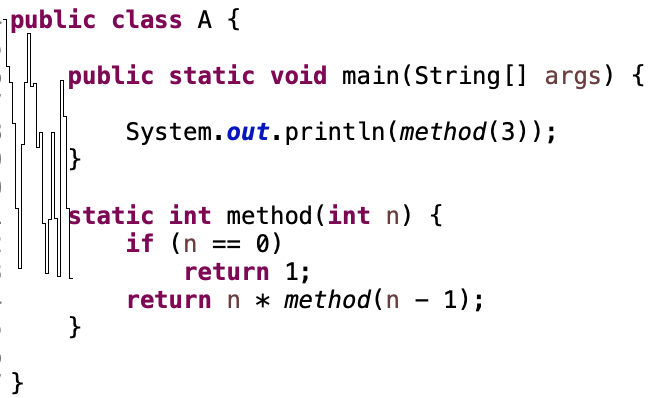 public class A {
public static void main(String[] args) {
System.out.println(method(3));
}
static int method(int n) {
if (n == 0)
return 1;
return n * method(n - 1);
}
}